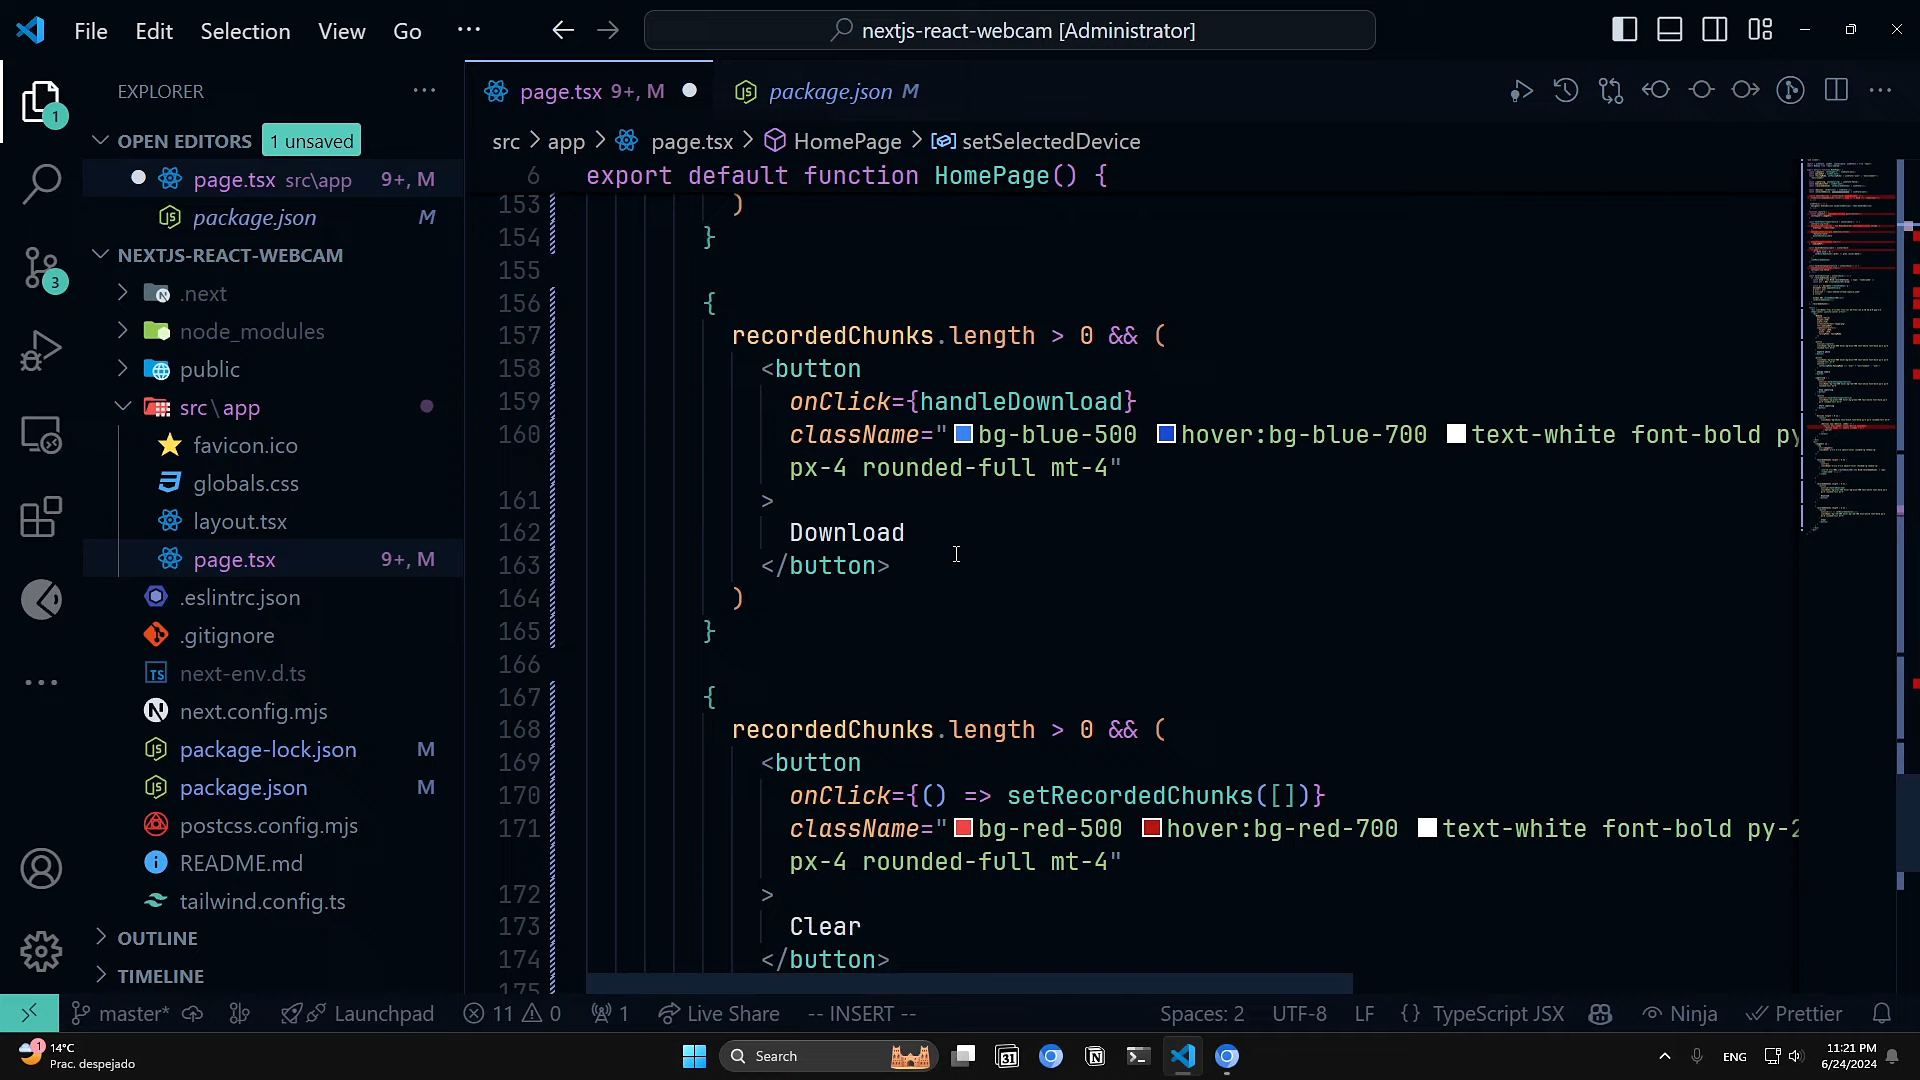 File Edit Selection View Go ...
nextjs-react-webcam [Administrator]
EXPLORER
OPEN EDITORS 1 unsaved
page.tsx src\app 9+, M
package.json M
NEXTJS-REACT-WEBCAM
.next
node_modules
public
src\app
favicon.ico
globals.css
layout.tsx
page.tsx 9+, M
.eslintrc.json
.gitignore
next-env.d.ts
next.config.mjs
package-lock.json M
package.json M
postcss.config.mjs
README.md
tailwind.config.ts
OUTLINE
TIMELINE
1
3
page.tsx 9+, M
package.json M
src > app > page.tsx > HomePage > setSelectedDevice
6 export default function HomePage() {
153 )
154 }
155
156 {
157 recordedChunks.length > 0 && (
158 <button
159 onClick={handleDownload}
160 className="bg-blue-500 hover:bg-blue-700 text-white font-bold py
px-4 rounded-full mt-4"
161 >
162 Download
163 </button>
164 )
165 }
166
167 {
168 recordedChunks.length > 0 && (
169 <button
170 onClick={() => setRecordedChunks([])}
171 className="bg-red-500 hover:bg-red-700 text-white font-bold py-2
px-4 rounded-full mt-4"
172 >
173 Clear
174 </button>
175
master* Launchpad 11 0 1 Live Share -- INSERT -- Spaces: 2 UTF-8 LF {} TypeScript JSX Ninja Prettier
1
14°C
Prac. despejado
Search
31
ENG
11:21 PM
6/24/2024